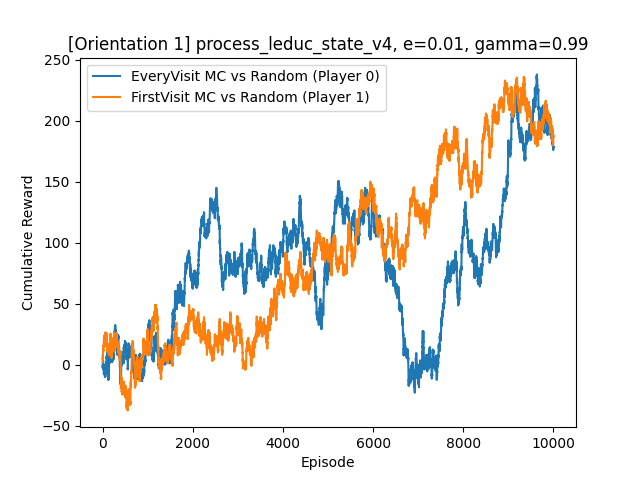 [Orientation 1] process_leduc_state_v4, e=0.01, gamma=0.99
EveryVisit MC vs Random (Player 0)
FirstVisit MC vs Random (Player 1)
250
200
150
100
50
0
−50
Cumulative Reward
0
2000
4000
6000
8000
10000
Episode